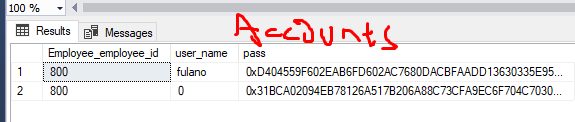 100 %
Results Messages
Accounts
Employee_employee_id user_name pass
1 800 fulano 0xD404559F602EAB6FD602AC7680DACBFAADD13630335E95...
2 800 0 0x31BCA02094EB78126A517B206A88C73CFA9EC6F704C7030...